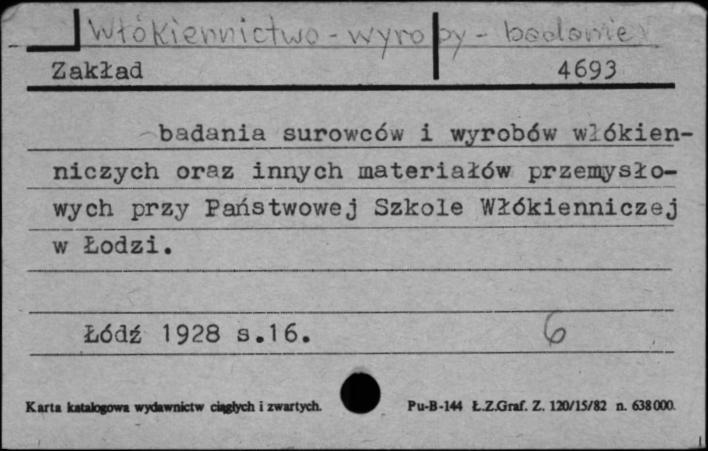 Włókiennictwo - wyroby - badanie
Zakład 4693
badania surowców i wyrobów włókien-
niczych oraz innych materiałów przemysło-
wych przy Państwowej Szkole Włókienniczej
w Łodzi.
Łódź 1928 s.16. 6
Karta katalogowa wydawnictw ciągłych i zwartych. Pu-B-144 Ł.Z.Graf. Z. 120/15/82 n. 638000.